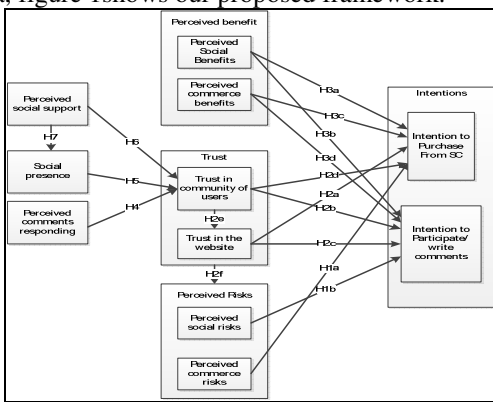 figure 1shows our proposed framework.
Perceived benefit
Perceived
Social
Benefits
Perceived
commerce
benefits
H3a
H3c
H3b
H3d
Intentions
Intention to
Purchase
From SC
Intention to
Participate/
write
comments
Perceived
social support
H7
Social
presence
Perceived
comments
responding
H6
H5
H4
Trust
Trust in
community of
users
H2e
Trust in the
website
H2d
H2a
H2b
H2c
H2f
H1a
H1b
Perceived Risks
Perceived
social risks
Perceived
commerce
risks